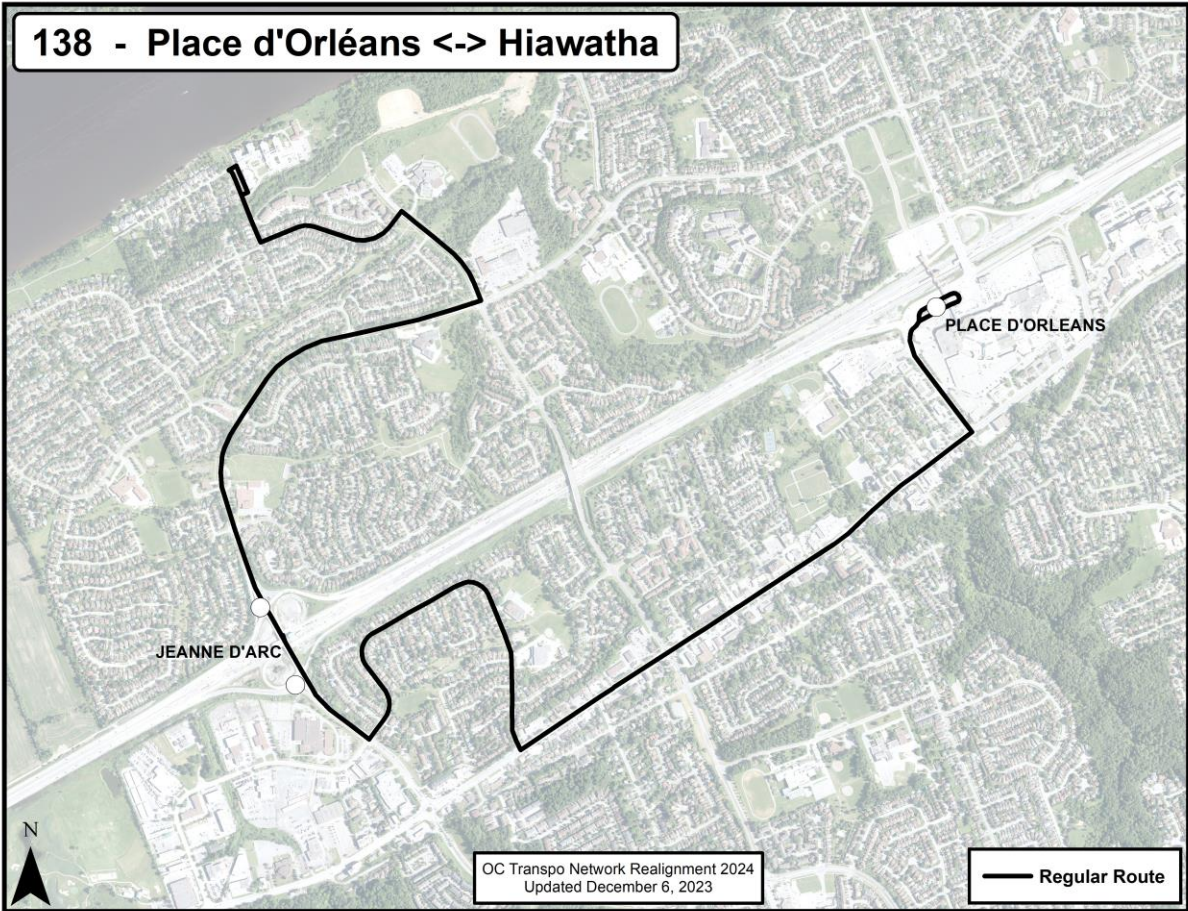 138 - Place d'Orléans <-> Hiawatha
PLACE D'ORLEANS
JEANNE D'ARC
N
OC Transpo Network Realignment 2024
Updated December 6, 2023
Regular Route